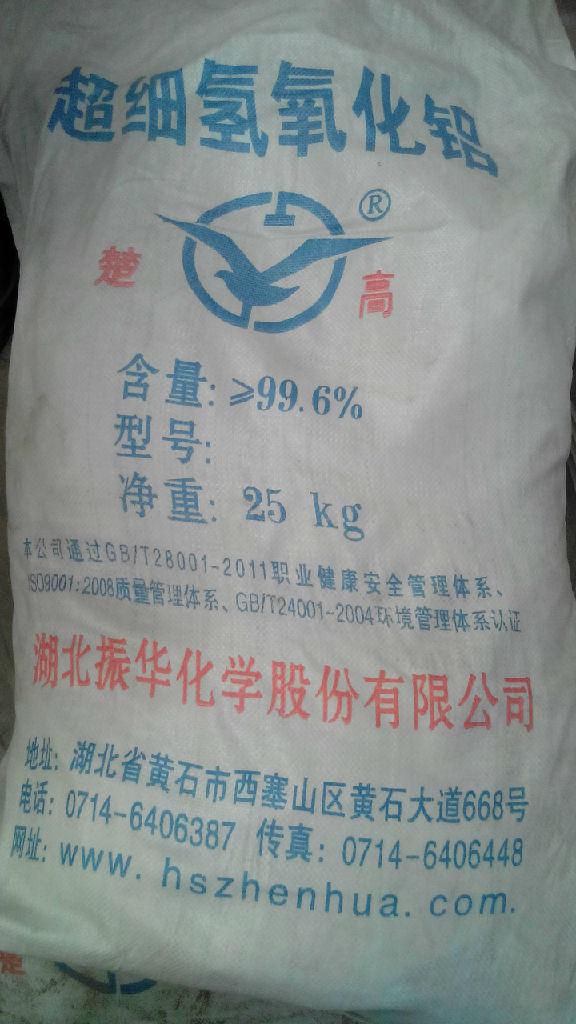 超细氢氧化铝
®
楚 高
含量: ≥99.6%
型号:
净重: 25 kg
本公司通过GB/T28001-2011职业健康安全管理体系、
ISO9001:2008质量管理体系、GB/T24001-2004环境管理体系认证
湖北振华化学股份有限公司
地址: 湖北省黄石市西塞山区黄石大道668号
电话: 0714-6406387 传真: 0714-6406448
网址: www.hszhenhua.com.
楚